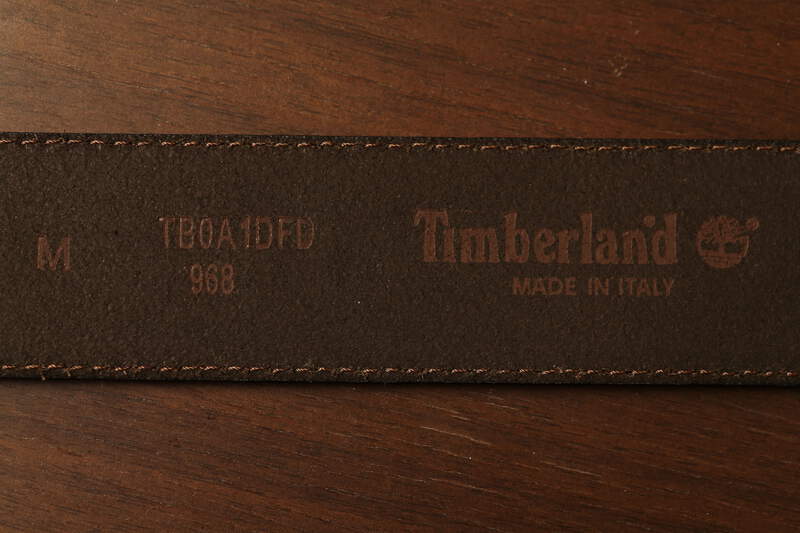 M
TB0A1DFD
968
Timberland
MADE IN ITALY